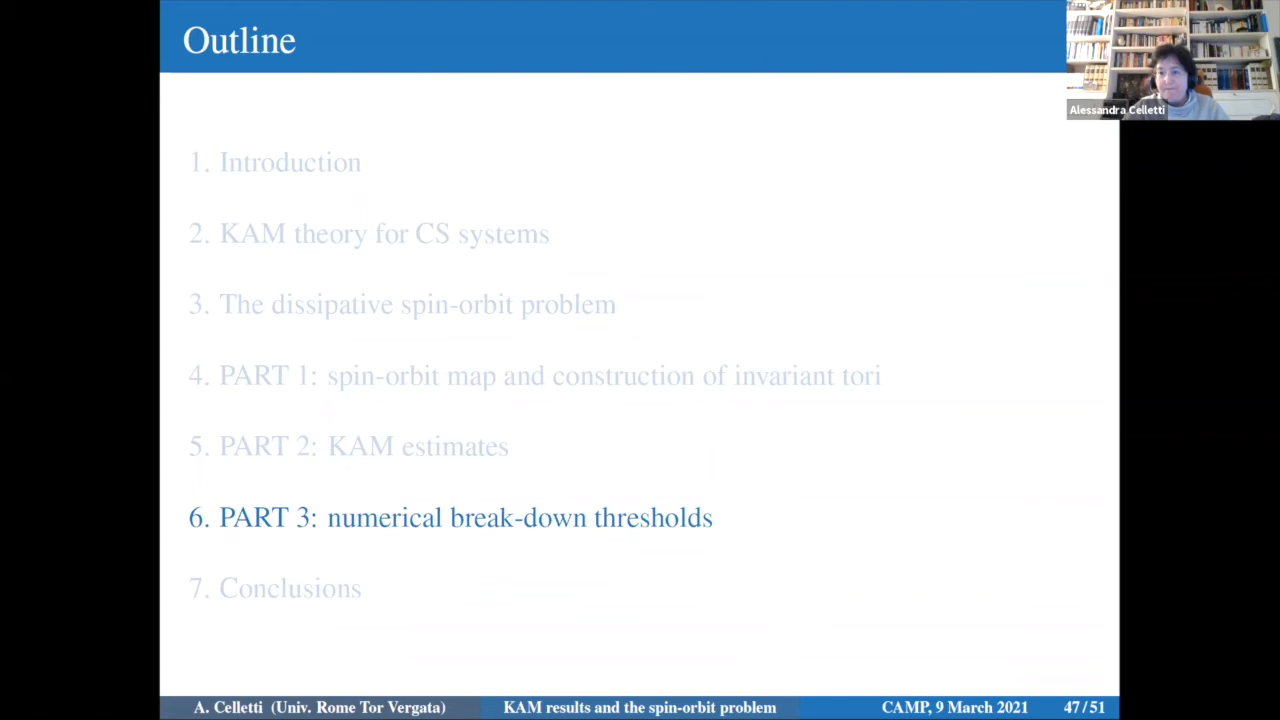 Outline
Alessandra Celletti
1. Introduction
2. KAM theory for CS systems
3. The dissipative spin-orbit problem
4. PART 1: spin-orbit map and construction of invariant tori
5. PART 2: KAM estimates
6. PART 3: numerical break-down thresholds
7. Conclusions
A. Celletti (Univ. Rome Tor Vergata) KAM results and the spin-orbit problem CAMP, 9 March 2021 47/51